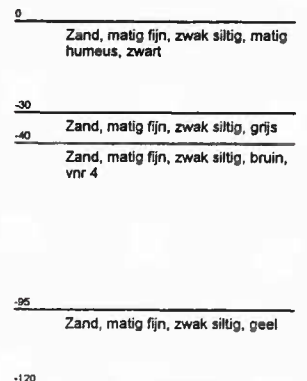 0
Zand, matig fijn, zwak siltig, matig
humeus, zwart
-30
Zand, matig fijn, zwak siltig, grijs
-40
Zand, matig fijn, zwak siltig, bruin,
vnr 4
-95
Zand, matig fijn, zwak siltig, geel
-120